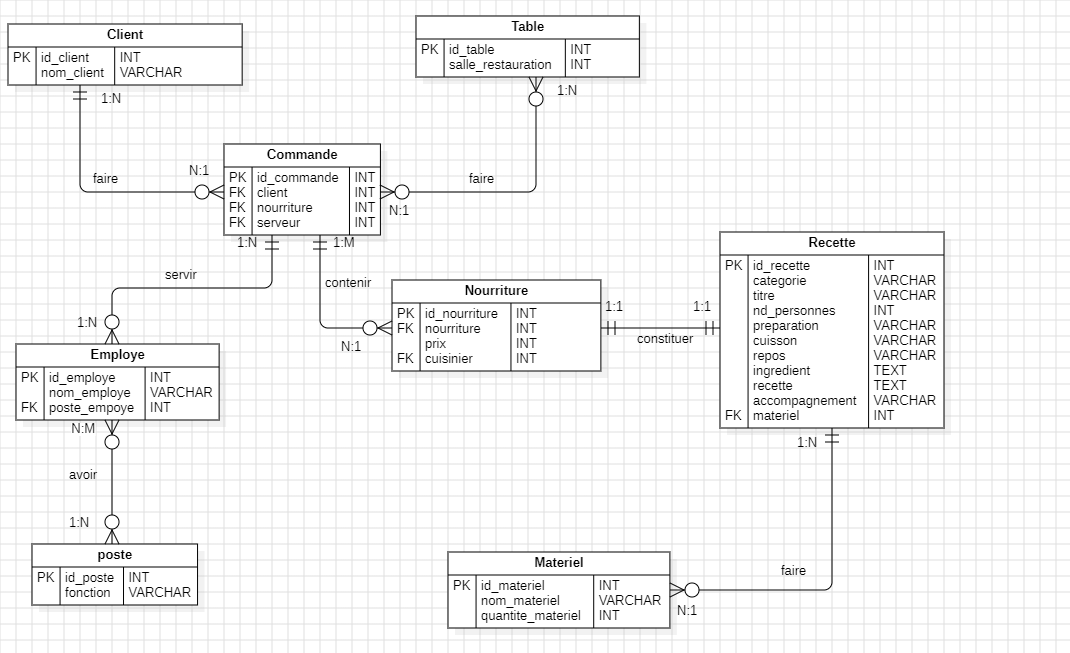 Client
PK id_client INT
nom_client VARCHAR
1:N
Table
PK id_table INT
salle_restauration INT
1:N
faire
N:1
Commande
PK id_commande INT
FK client INT
FK nourriture INT
FK serveur INT
faire
N:1
1:N
1:M
servir
contenir
1:N
N:1
Nourriture
PK id_nourriture INT
FK nourriture INT
prix INT
FK cuisinier INT
1:1
1:1
constituer
Recette
PK id_recette INT
categorie VARCHAR
titre VARCHAR
nd_personnes INT
preparation VARCHAR
cuisson VARCHAR
repos VARCHAR
ingredient TEXT
recette TEXT
accompagnement VARCHAR
FK materiel INT
1:N
Employe
PK id_employe INT
nom_employe VARCHAR
FK poste_empoye INT
N:M
avoir
1:N
poste
PK id_poste INT
fonction VARCHAR
Materiel
PK id_materiel INT
nom_materiel VARCHAR
quantite_materiel INT
faire
N:1